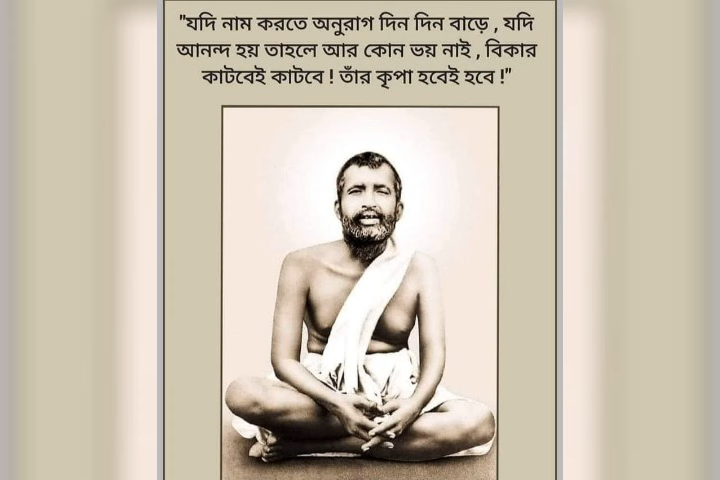 "যদি নাম করতে অনুরাগ দিন দিন বাড়ে , যদি
আনন্দ হয় তাহলে আর কোন ভয় নাই , বিকার
কাটবেই কাটবে ! তাঁর কৃপা হবেই হবে !"